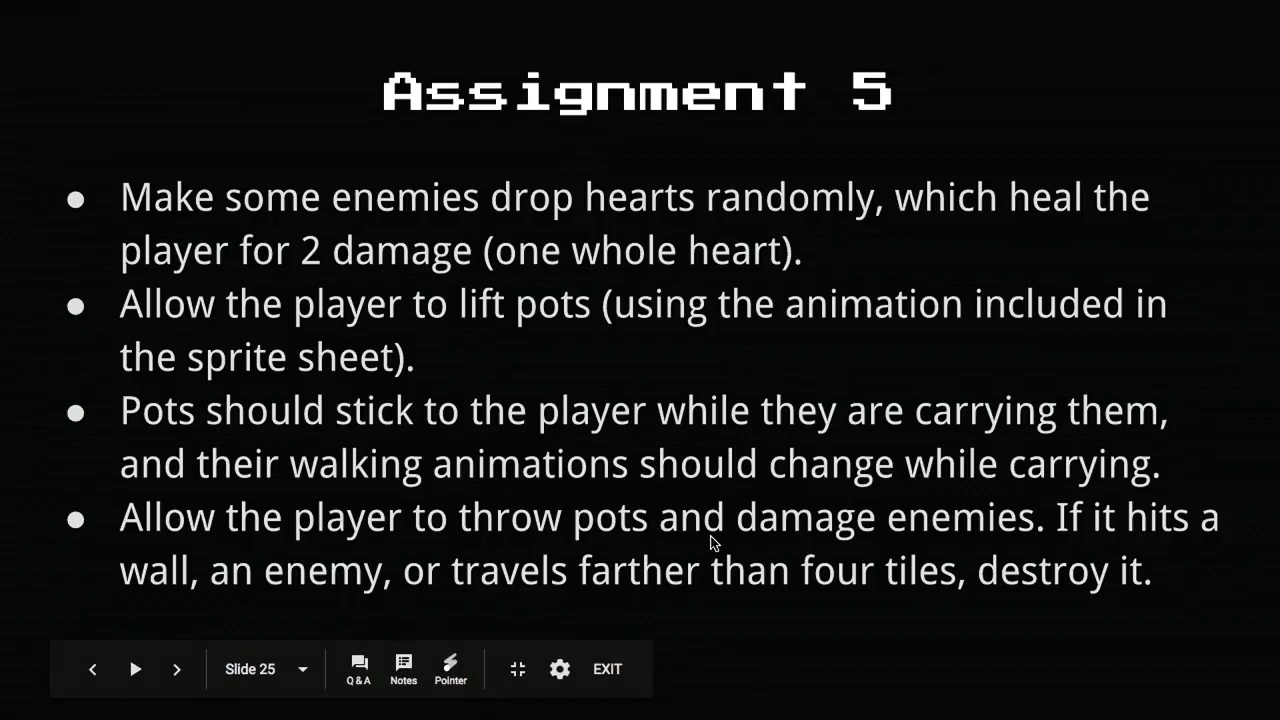 Assignment 5
● Make some enemies drop hearts randomly, which heal the
player for 2 damage (one whole heart).
● Allow the player to lift pots (using the animation included in
the sprite sheet).
● Pots should stick to the player while they are carrying them,
and their walking animations should change while carrying.
● Allow the player to throw pots and damage enemies. If it hits a
wall, an enemy, or travels farther than four tiles, destroy it.
Slide 25
Q & A
Notes
Pointer
EXIT